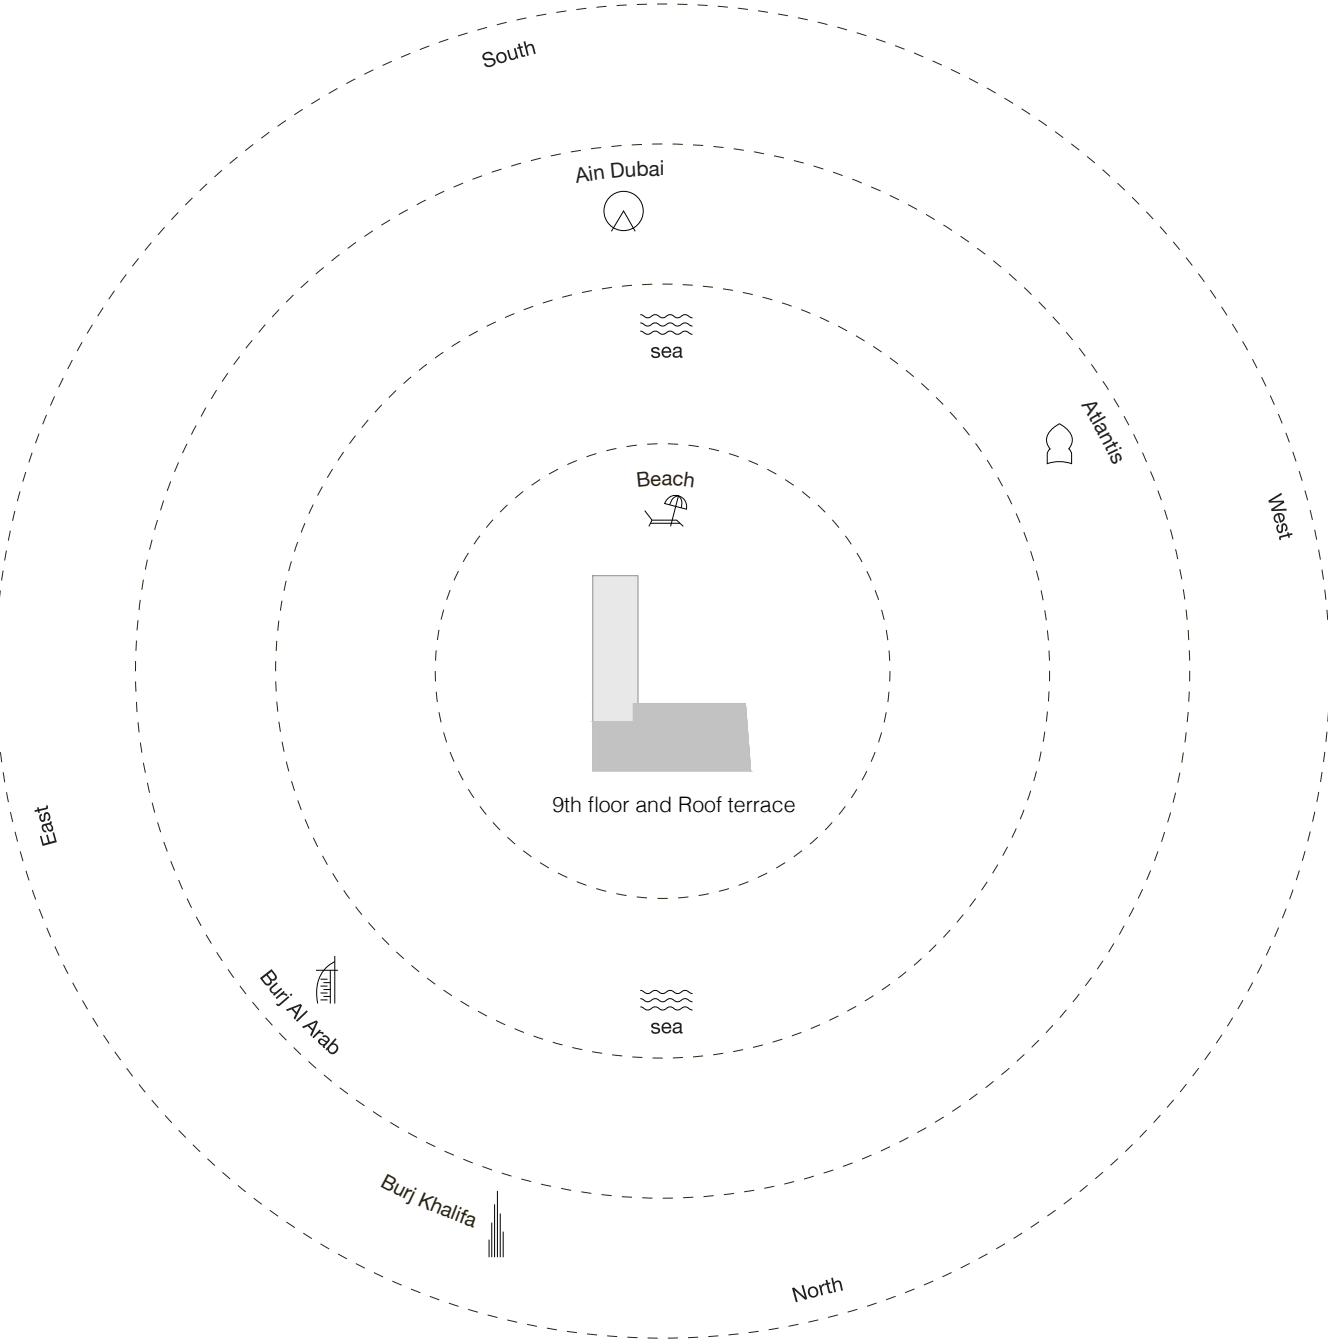 South
Ain Dubai
sea
Atlantis
Beach
West
9th floor and Roof terrace
East
Burj Al Arab
sea
Burj Khalifa
North